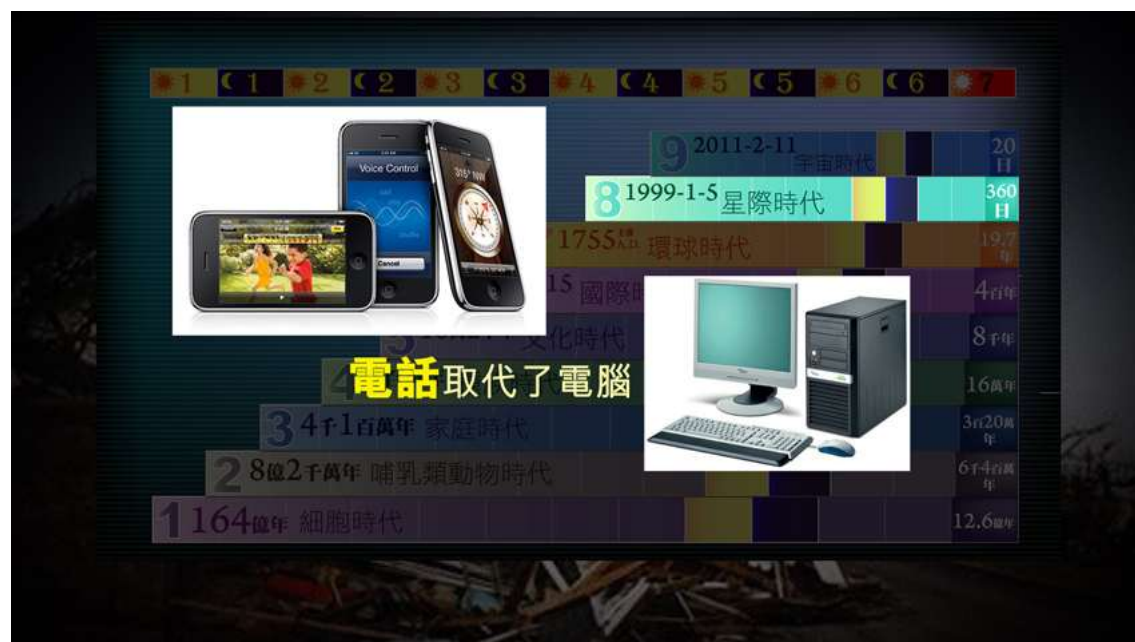 1 1 2 2 3 3 4 4 5 5 6 6 7
9 2011-2-11 宇宙時代 20日
8 1999-1-5 星際時代 360日
1755 環球時代 19.7年
15 國際 4百年
Voice Control
Cancel
315° NW
5 文化時代 8千年
電話取代了電腦
4 16萬年
3 4千1百萬年 家庭時代 3百20萬年
2 8億2千萬年 哺乳類動物時代 6千4百萬年
1 164億年 細胞時代 12.6億年